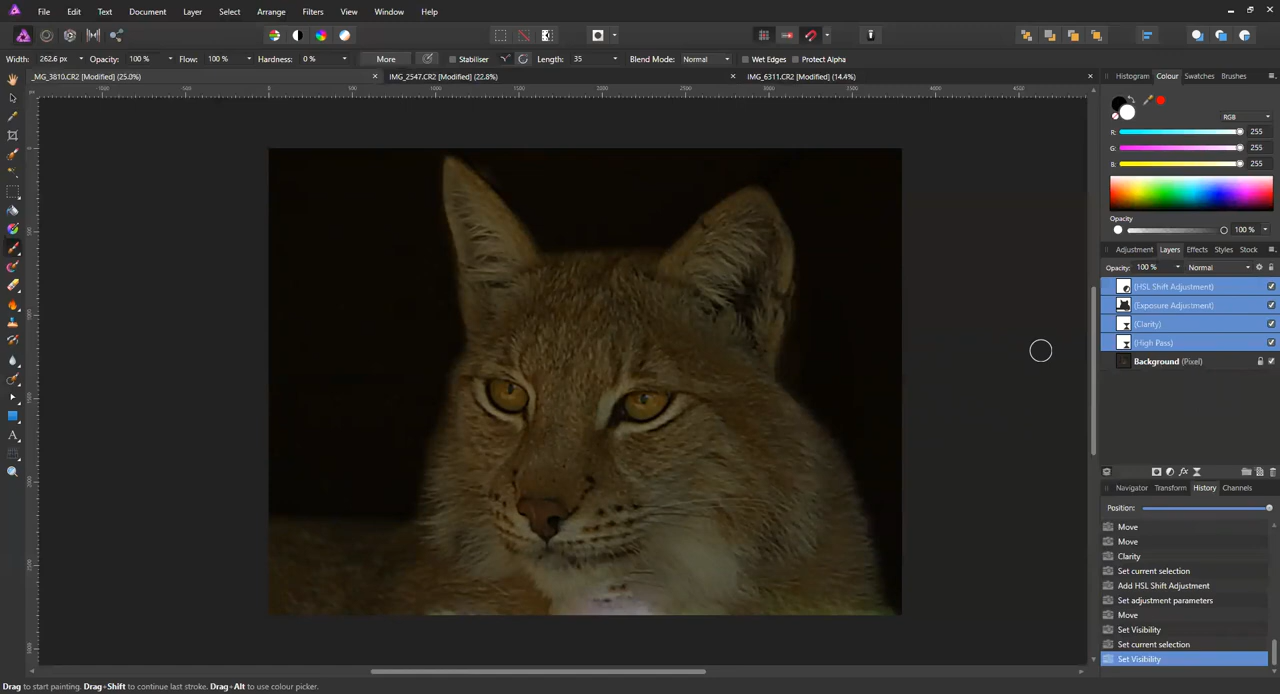 File Edit Text Document Layer Select Arrange Filters View Window Help
Width: 262.6 px Opacity: 100 % Flow: 100 % Hardness: 0 % More Stabiliser Length: 35 Blend Mode: Normal Wet Edges Protect Alpha
_MG_3810.CR2 [Modified] (25.0%) IMG_2547.CR2 [Modified] (22.8%) IMG_6311.CR2 [Modified] (14.4%)
Histogram Colour Swatches Brushes
RGB
R: 255
G: 255
B: 255
Opacity
100 %
Adjustment Layers Effects Styles Stock
Opacity: 100 % Normal
(HSL Shift Adjustment)
(Exposure Adjustment)
(Clarity)
(High Pass)
Background (Pixel)
Navigator Transform History Channels
Position:
Move
Move
Clarity
Set current selection
Add HSL Shift Adjustment
Set adjustment parameters
Move
Set Visibility
Set current selection
Set Visibility
Drag to start painting. Drag+Shift to continue last stroke. Drag+Alt to use colour picker.